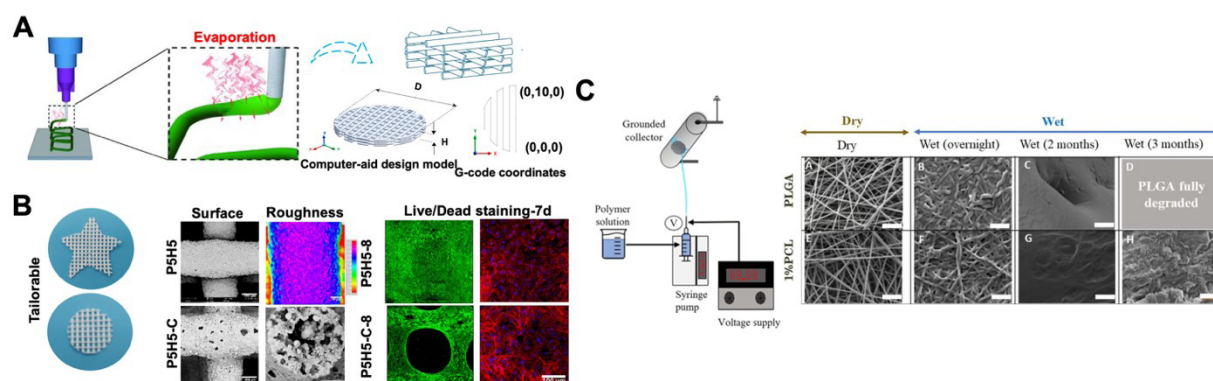 A
Evaporation
D
H
(0,10,0)
(0,0,0)
Computer-aid design model
G-code coordinates
B
Tailorable
Surface
Roughness
Live/Dead staining-7d
P5H5
P5H5-8
P5H5-C
P5H5-C-8
C
Grounded
collector
Polymer
solution
V
Syringe
pump
Voltage supply
Dry
Wet
Dry
Wet (overnight)
Wet (2 months)
Wet (3 months)
PLGA
A
B
C
D
PLGA fully
degraded
1%PCL
E
F
G
H